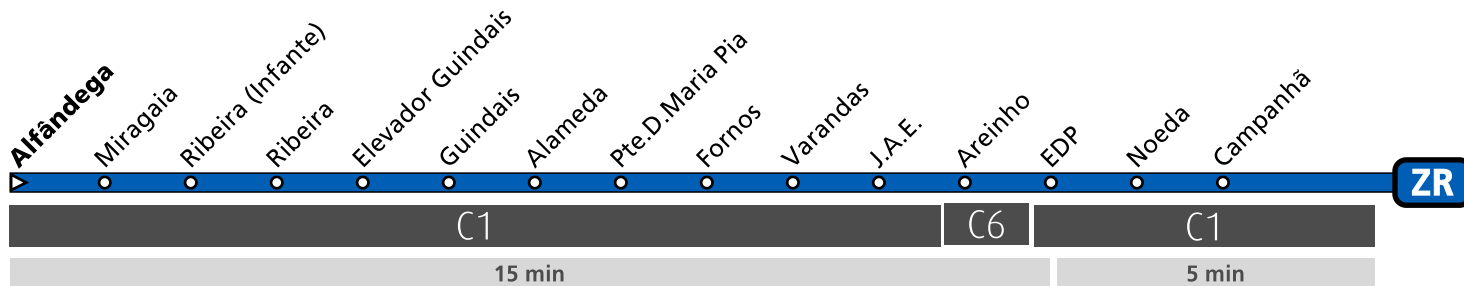 Alfândega
Miragaia
Ribeira (Infante)
Ribeira
Elevador Guindais
Guindais
Alameda
Pte.D.Maria Pia
Fornos
Varandas
J.A.E.
Areinho
EDP
Noeda
Campanhã
ZR
C1
C6
C1
15 min
5 min